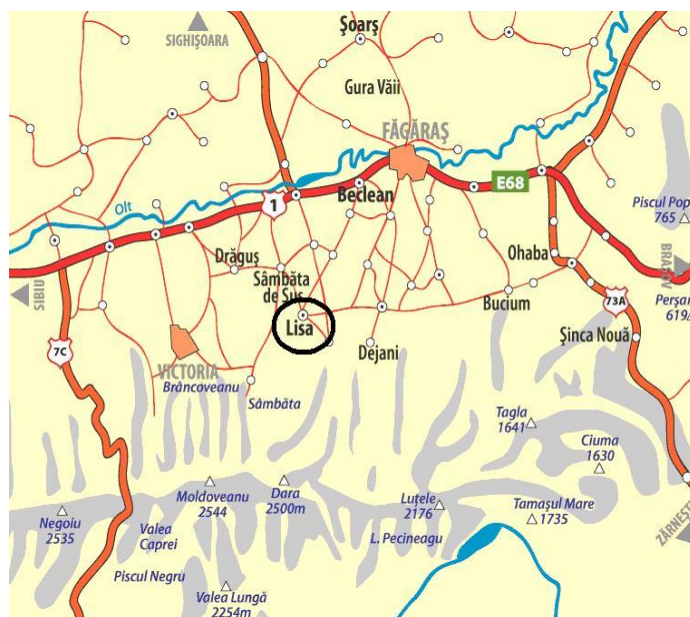 SIGHIŞOARA
Şoarş
Gura Văii
FĂGĂRAŞ
Olt
1
Beclean
E68
Piscul Pop
765
SIBIU
Drăguş
Sâmbăta
de Sus
Ohaba
BRAŞOV
Lisa
Bucium
73A
Perşan
619
7C
VICTORIA
Dejani
Şinca Nouă
Brâncoveanu
Sâmbăta
Tagla
1641
Ciuma
1630
Negoiu
2535
Moldoveanu
2544
Dara
2500m
Luţele
2176
Tamaşul Mare
1735
Valea
Caprei
L. Pecineagu
ZĂRNEŞT
Piscul Negru
Valea Lungă
2254m